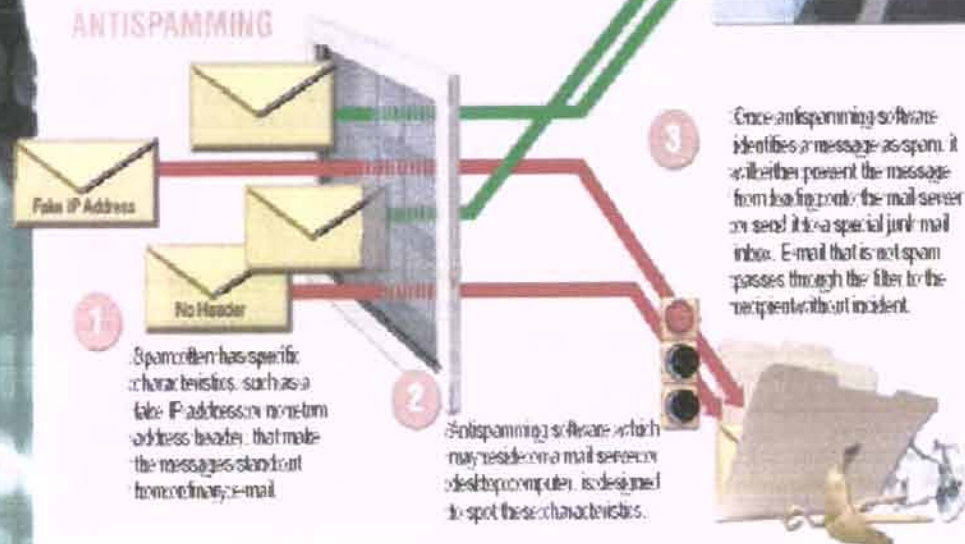 ANTISPAMMING
Fake IP Address
No Header
1
Spam often has specific
characteristics, such as a
fake IP address or no return
address header, that make
the messages stand out
from ordinary e-mail.
2
Antispamming software, which
may reside on a mail server or
desktop computer, is designed
to spot these characteristics.
3
Once antispamming software
identifies a message as spam, it
will either prevent the message
from loading onto the mail server
or send it to a special junk mail
inbox. E-mail that is not spam
passes through the filter to the
recipient without incident.